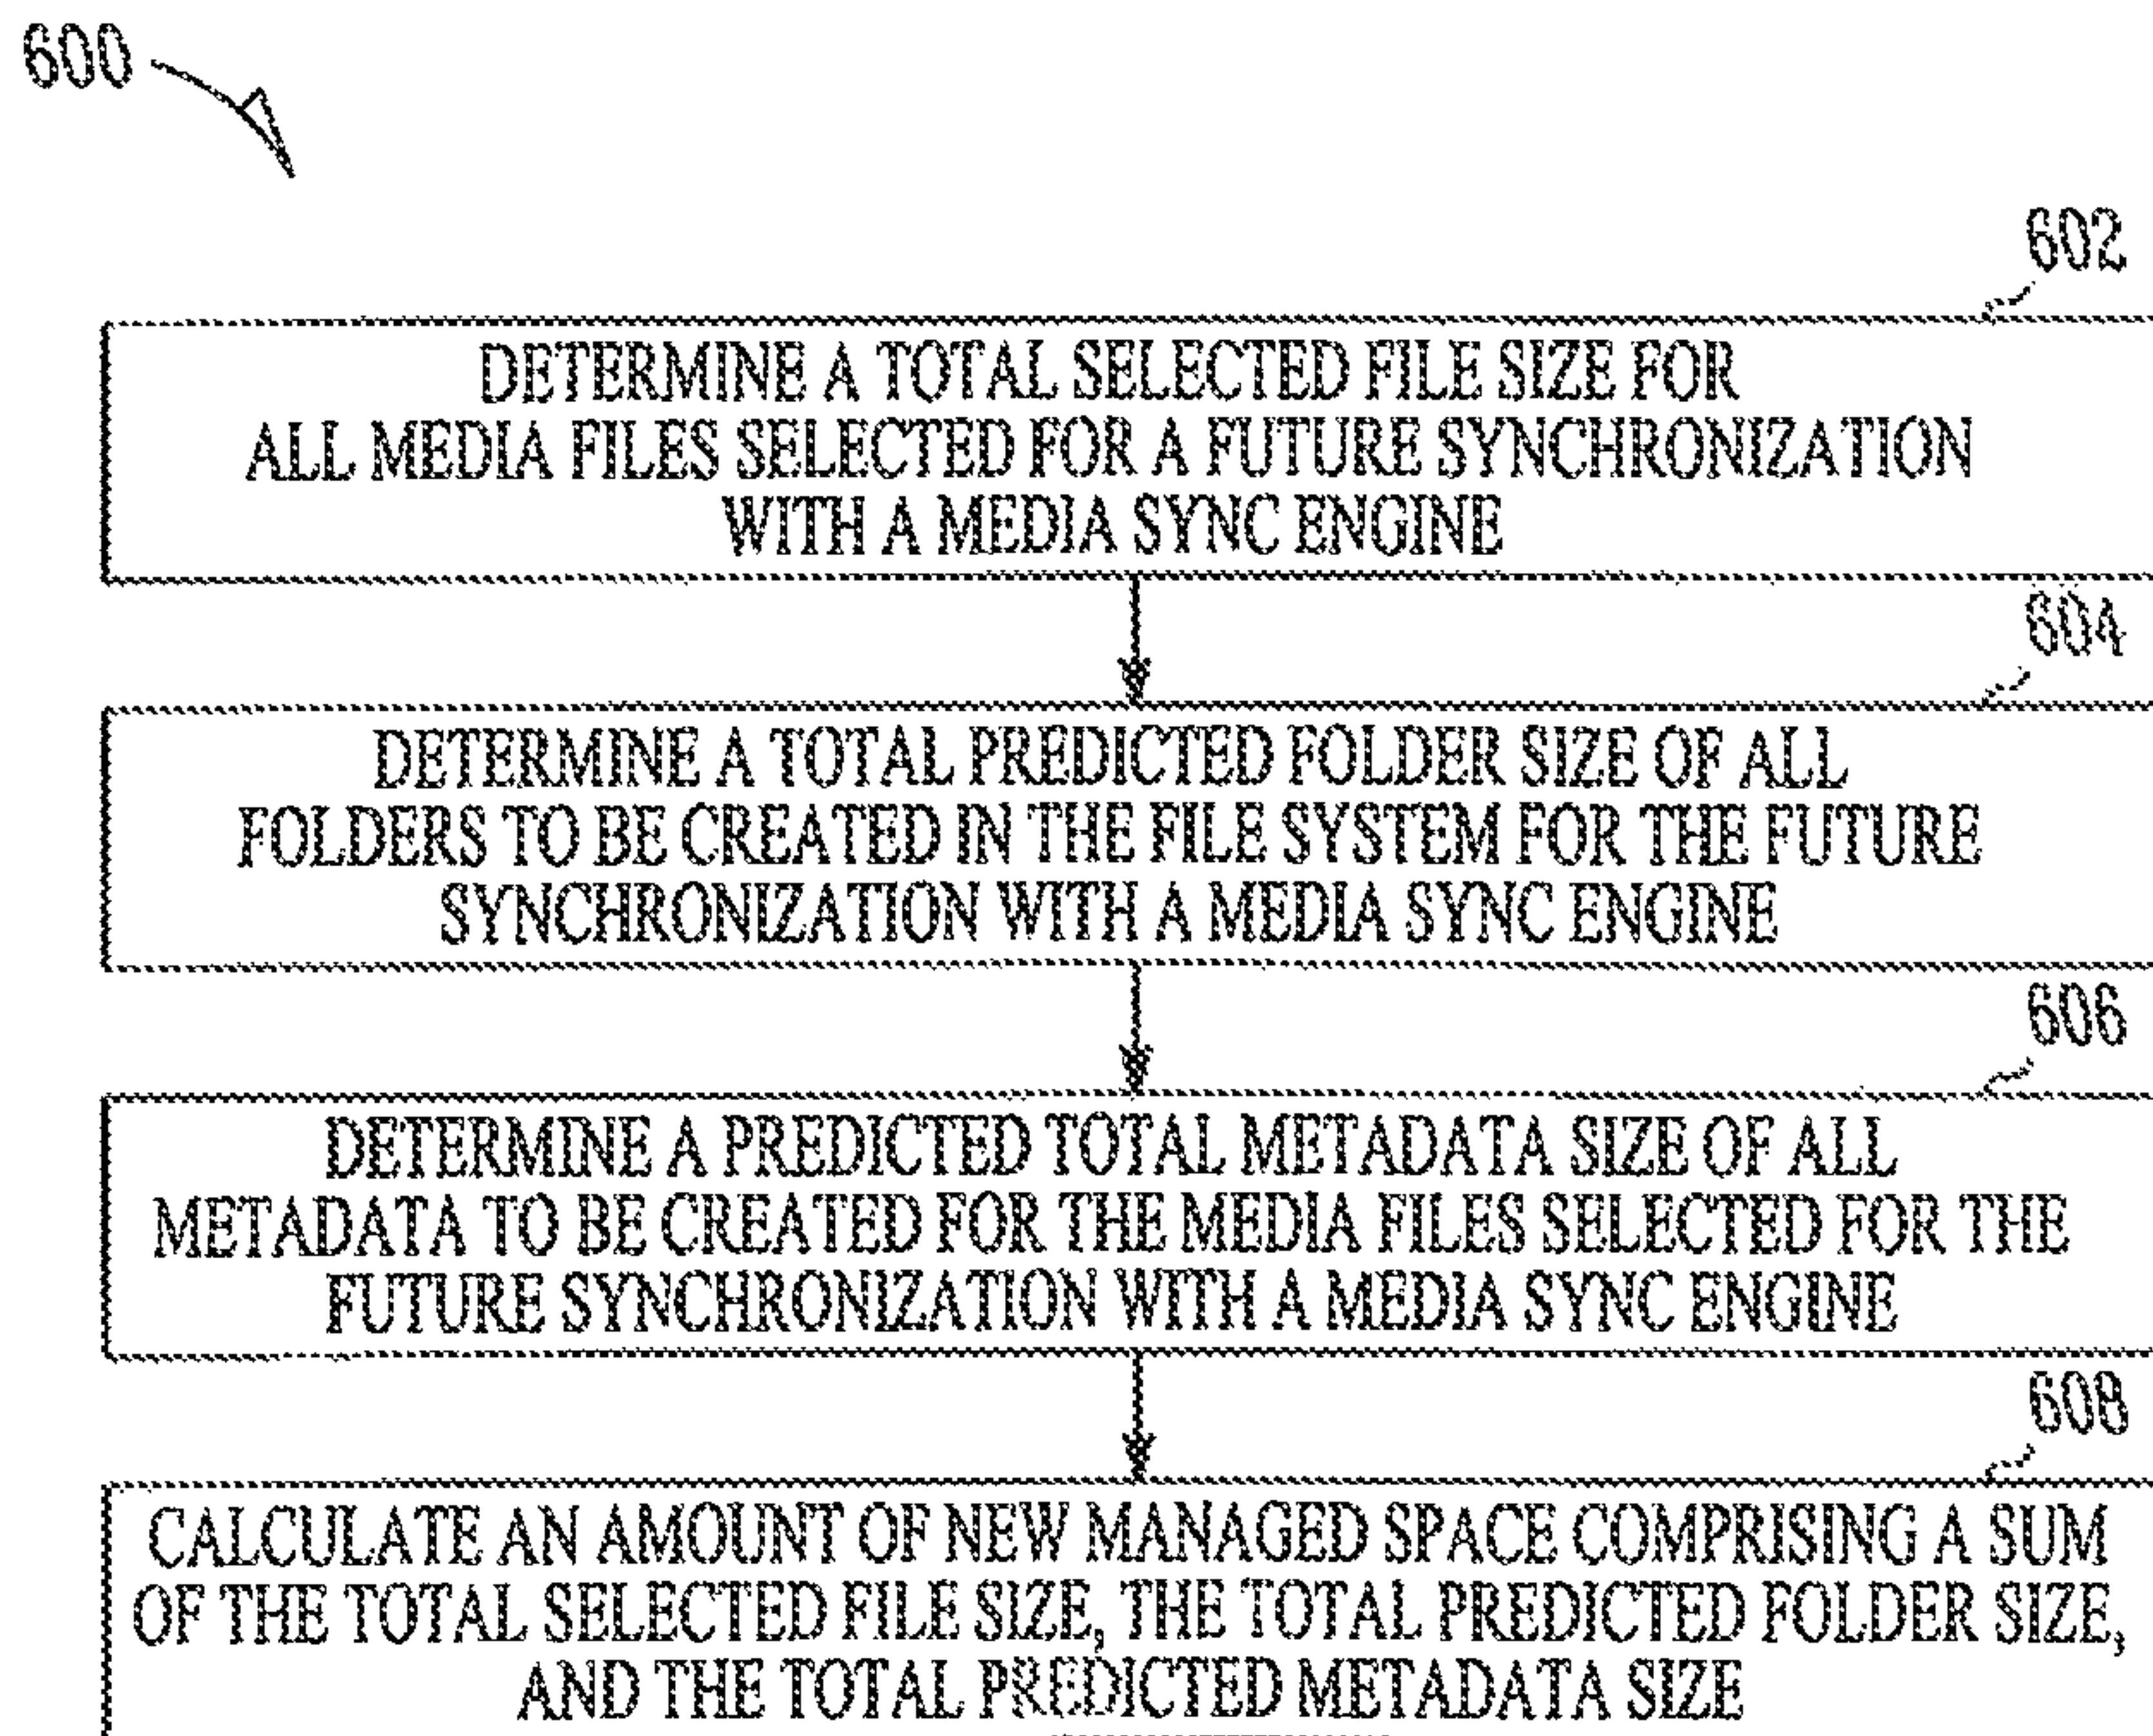 600
602
DETERMINE A TOTAL SELECTED FILE SIZE FOR
ALL MEDIA FILES SELECTED FOR A FUTURE SYNCHRONIZATION
WITH A MEDIA SYNC ENGINE
604
DETERMINE A TOTAL PREDICTED FOLDER SIZE OF ALL
FOLDERS TO BE CREATED IN THE FILE SYSTEM FOR THE FUTURE
SYNCHRONIZATION WITH A MEDIA SYNC ENGINE
606
DETERMINE A PREDICTED TOTAL METADATA SIZE OF ALL
METADATA TO BE CREATED FOR THE MEDIA FILES SELECTED FOR THE
FUTURE SYNCHRONIZATION WITH A MEDIA SYNC ENGINE
608
CALCULATE AN AMOUNT OF NEW MANAGED SPACE COMPRISING A SUM
OF THE TOTAL SELECTED FILE SIZE, THE TOTAL PREDICTED FOLDER SIZE,
AND THE TOTAL PREDICTED METADATA SIZE